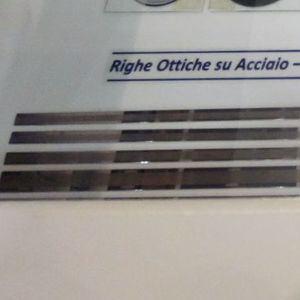 Righe Ottiche su Acciaio –